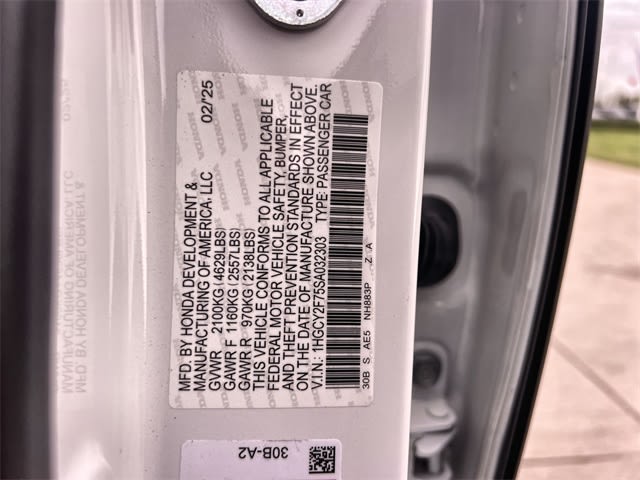 MFD. BY HONDA DEVELOPMENT &
MANUFACTURING OF AMERICA, LLC 02/'25
GVWR 2100KG (4629LBS)
GAWR F 1160KG (2557LBS)
GAWR R 970KG (2138LBS)
THIS VEHICLE CONFORMS TO ALL APPLICABLE
FEDERAL MOTOR VEHICLE SAFETY, BUMPER,
AND THEFT PREVENTION STANDARDS IN EFFECT
ON THE DATE OF MANUFACTURE SHOWN ABOVE.
V.I.N.: 1HGCY2F75SA032303 TYPE: PASSENGER CAR
30B S AE5 NH883P Z A
30B-A2